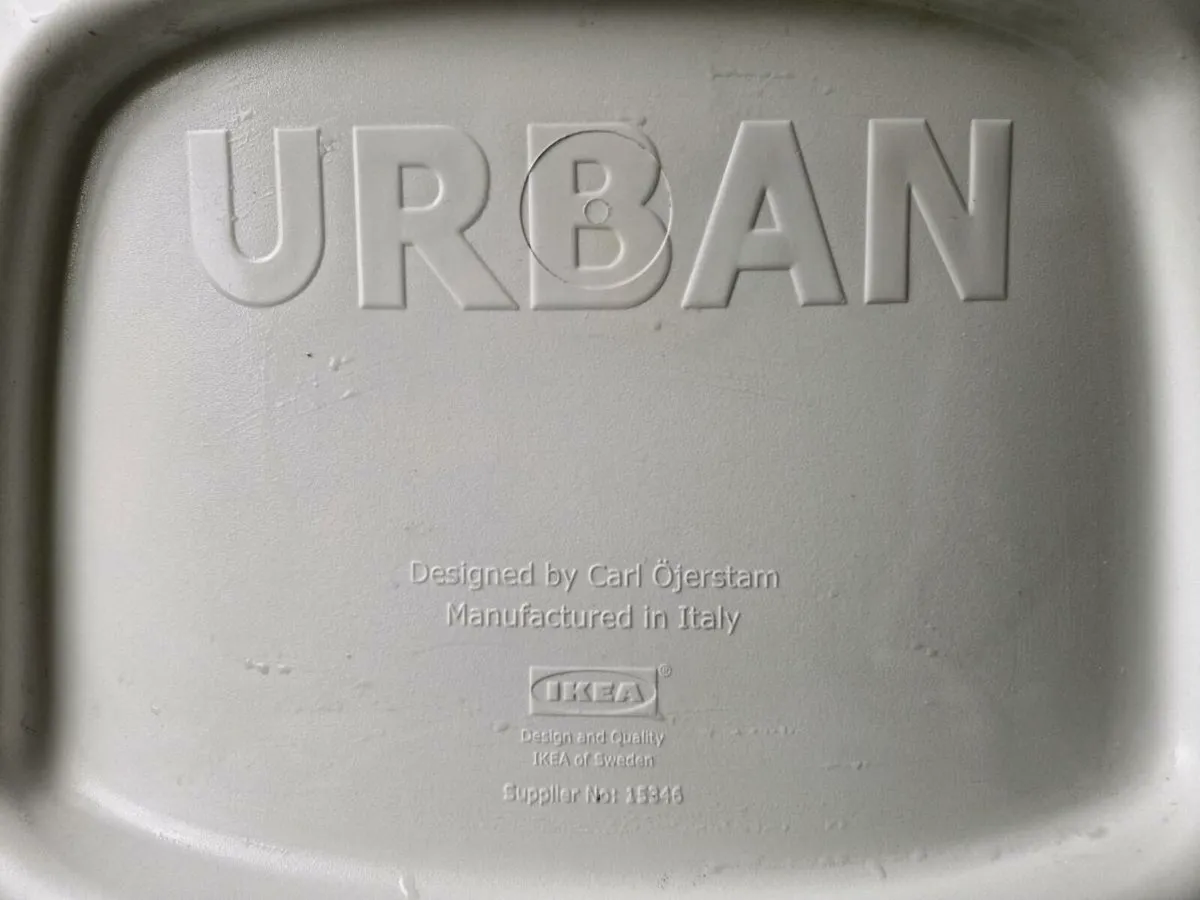 URBAN
Designed by Carl Öjerstam
Manufactured in Italy
IKEA®
Design and Quality
IKEA of Sweden
Supplier No: 15346